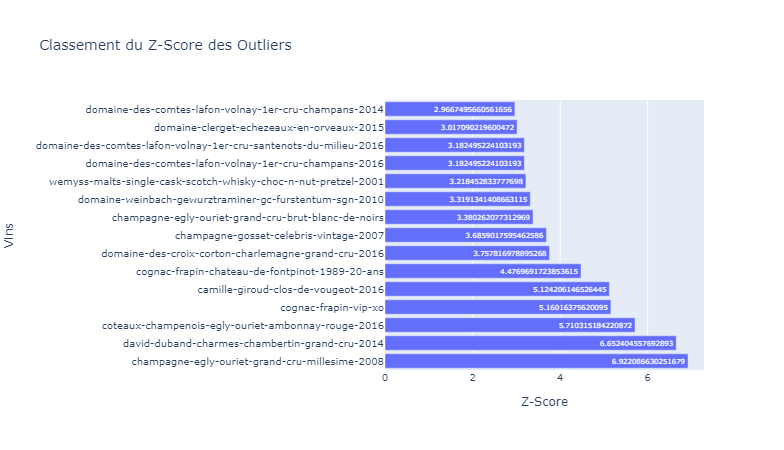 Classement du Z-Score des Outliers
VIns
domaine-des-comtes-lafon-volnay-1er-cru-champans-2014 2.9667495660561656
domaine-clerget-echezeaux-en-orveaux-2015 3.017090219600472
domaine-des-comtes-lafon-volnay-1er-cru-santenots-du-milieu-2016 3.182495224103193
domaine-des-comtes-lafon-volnay-1er-cru-champans-2016 3.182495224103193
wemyss-malts-single-cask-scotch-whisky-choc-n-nut-pretzel-2001 3.218452833777698
domaine-weinbach-gewurztraminer-gc-furstentum-sgn-2010 3.3191341408663115
champagne-egly-ouriet-grand-cru-brut-blanc-de-noirs 3.380262077312969
champagne-gosset-celebris-vintage-2007 3.6859017595462586
domaine-des-croix-corton-charlemagne-grand-cru-2016 3.757816978895268
cognac-frapin-chateau-de-fontpinot-1989-20-ans 4.4769691723853615
camille-giroud-clos-de-vougeot-2016 5.124206146526445
cognac-frapin-vip-xo 5.16016375620095
coteaux-champenois-egly-ouriet-ambonnay-rouge-2016 5.710315184220872
david-duband-charmes-chambertin-grand-cru-2014 6.652404557692893
champagne-egly-ouriet-grand-cru-millesime-2008 6.922086630251679
0 2 4 6
Z-Score